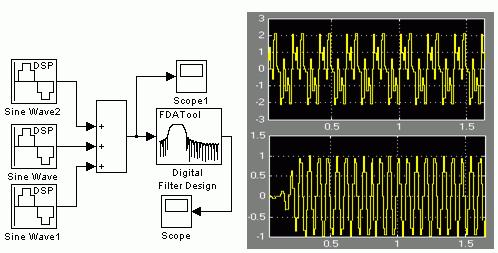 DSP
Sine Wave2
DSP
Sine Wave
DSP
Sine Wave1
+
+
+
Scope1
FDATool
Digital
Filter Design
Scope
3
2
1
0
-1
-2
-3
0.5
1
1.5
1.5
1
0.5
0
-0.5
-1
0.5
1
1.5